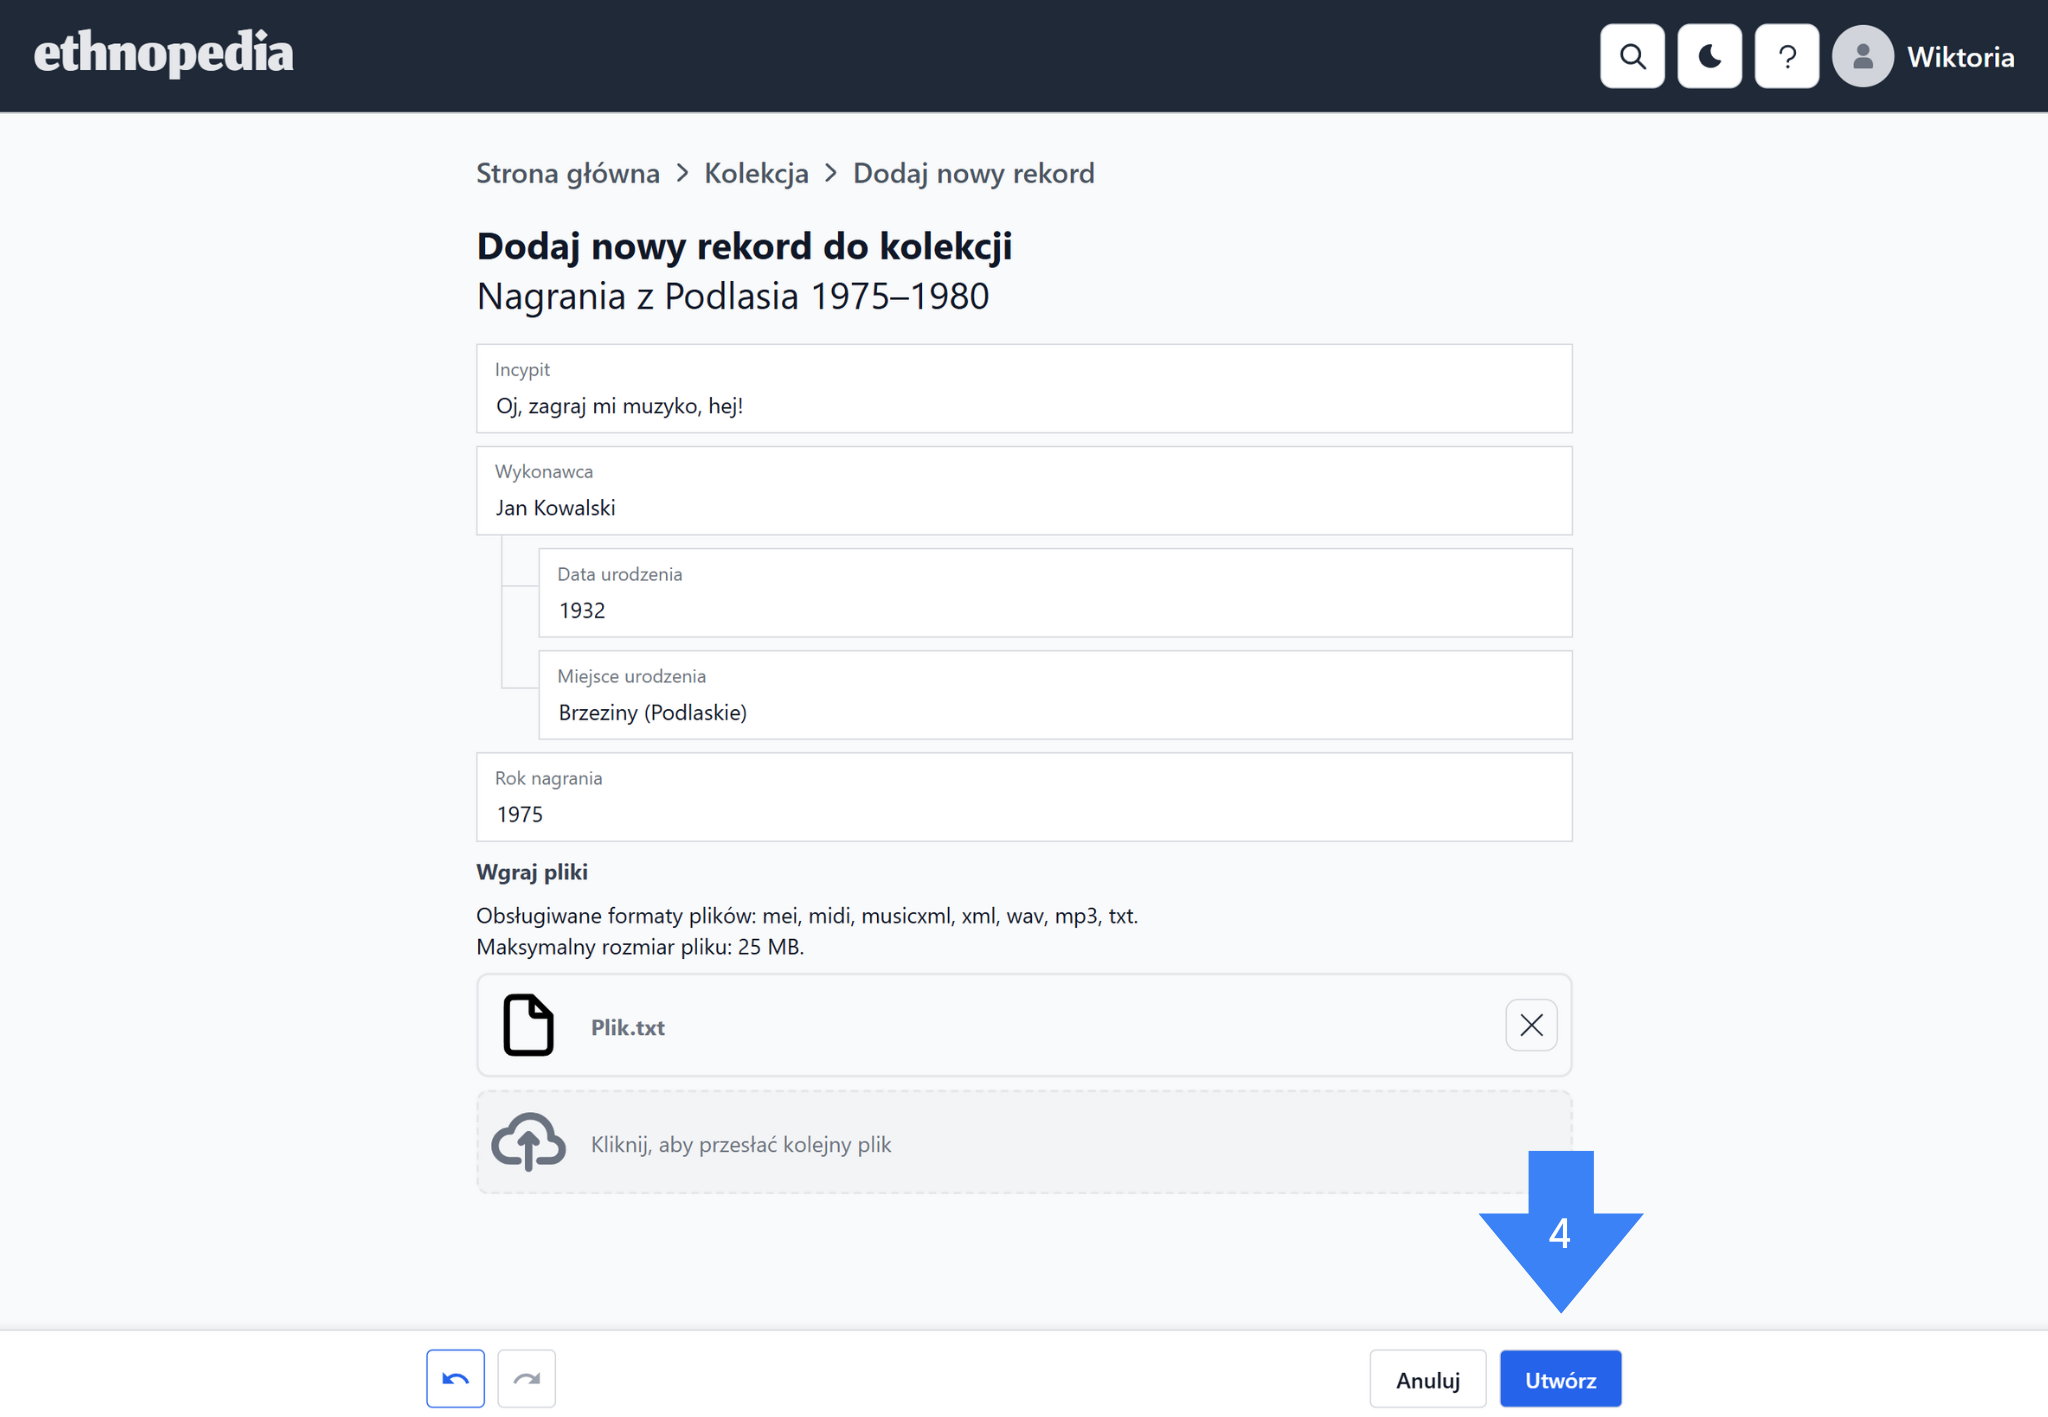 ethnopedia
Wiktoria
Strona główna > Kolekcja > Dodaj nowy rekord
Dodaj nowy rekord do kolekcji
Nagrania z Podlasia 1975–1980
Incypit
Oj, zagraj mi muzyko, hej!
Wykonawca
Jan Kowalski
Data urodzenia
1932
Miejsce urodzenia
Brzeziny (Podlaskie)
Rok nagrania
1975
Wgraj pliki
Obsługiwane formaty plików: mei, midi, musicxml, xml, wav, mp3, txt.
Maksymalny rozmiar pliku: 25 MB.
Plik.txt
Kliknij, aby przesłać kolejny plik
4
Anuluj
Utwórz